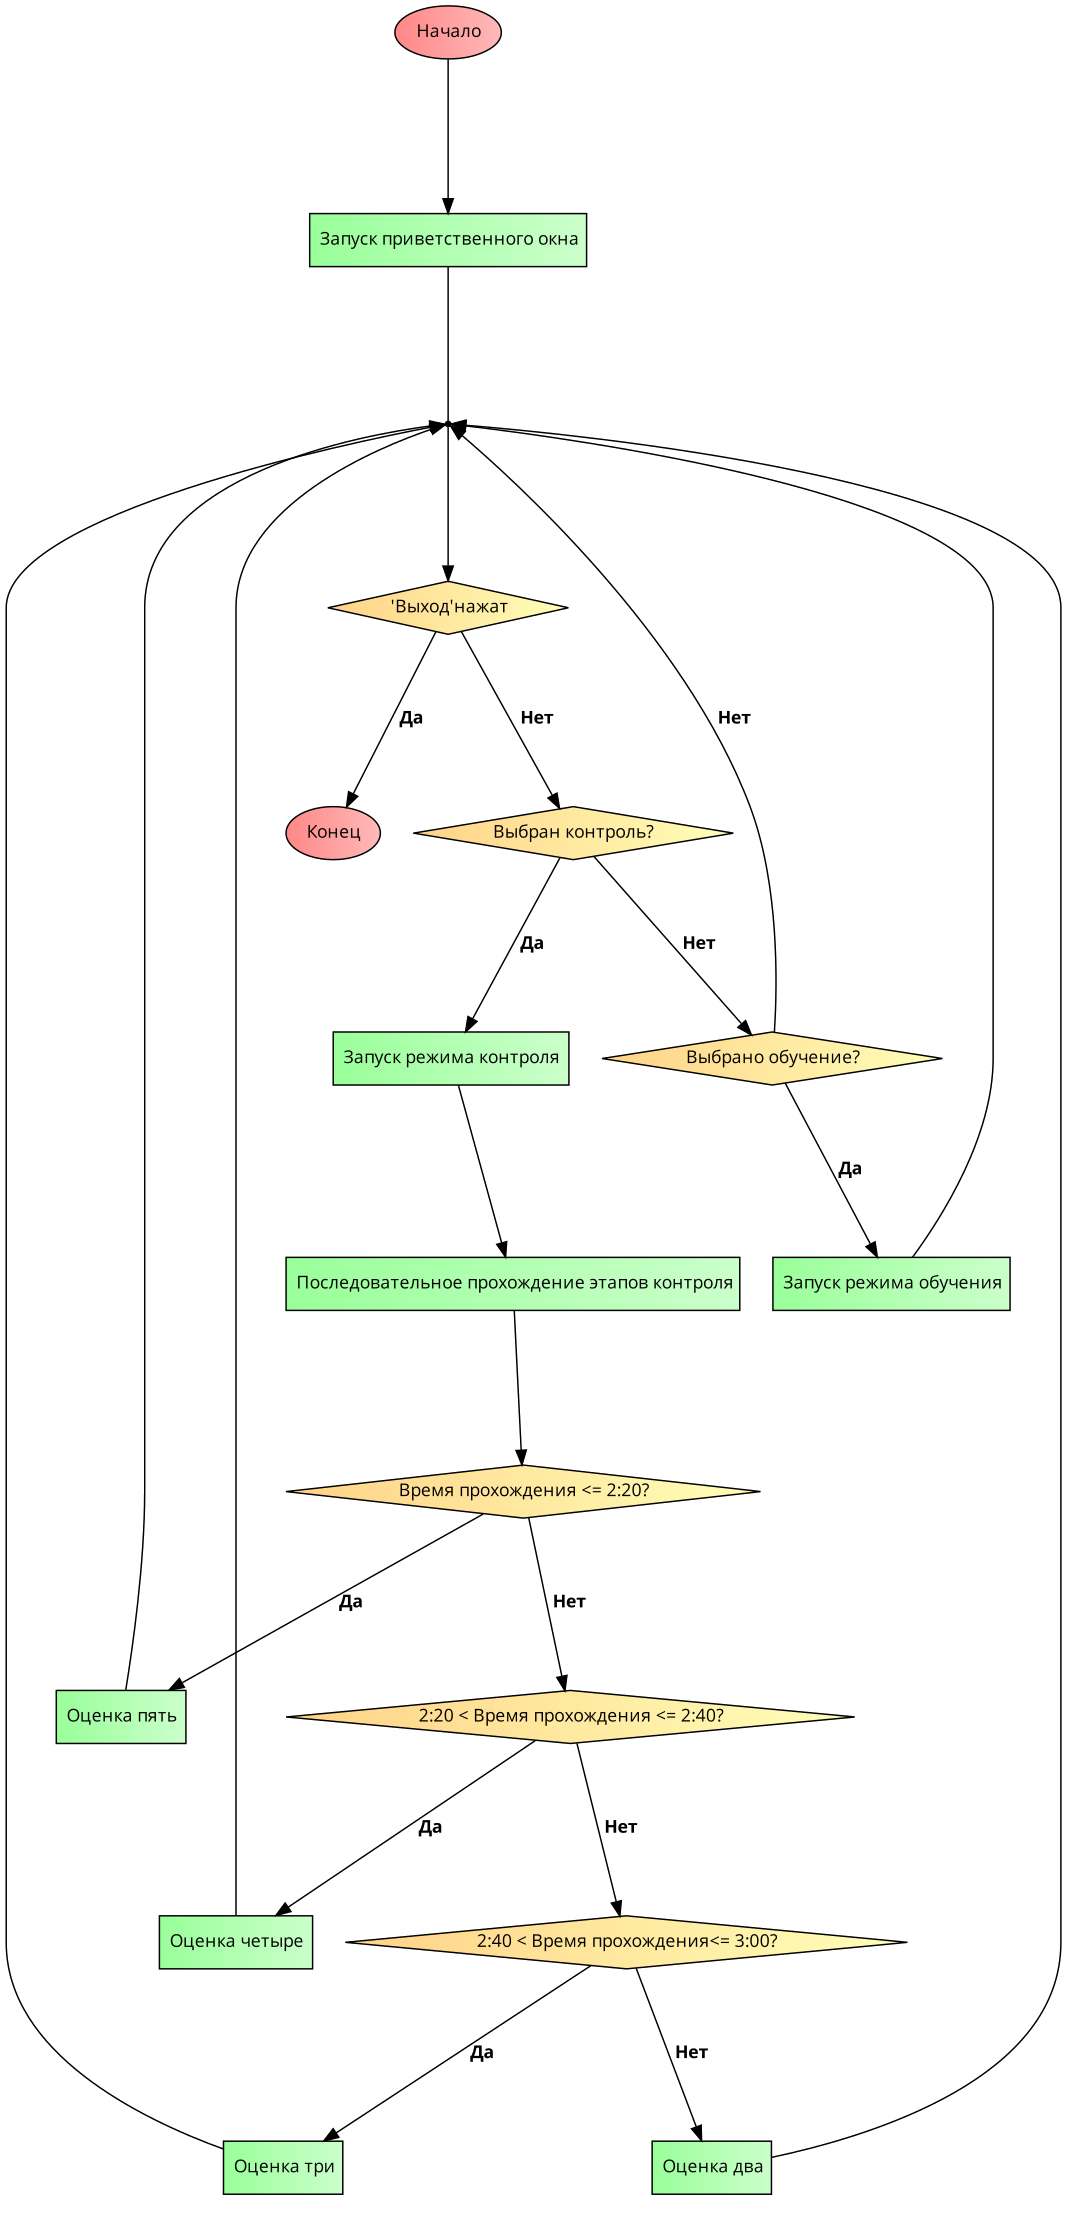 Начало
Запуск приветственного окна
'Выход'нажат
Да
Нет
Нет
Конец
Выбран контроль?
Да
Нет
Запуск режима контроля
Выбрано обучение?
Да
Последовательное прохождение этапов контроля
Запуск режима обучения
Время прохождения <= 2:20?
Да
Нет
Оценка пять
2:20 < Время прохождения <= 2:40?
Да
Нет
Оценка четыре
2:40 < Время прохождения<= 3:00?
Да
Нет
Оценка три
Оценка два